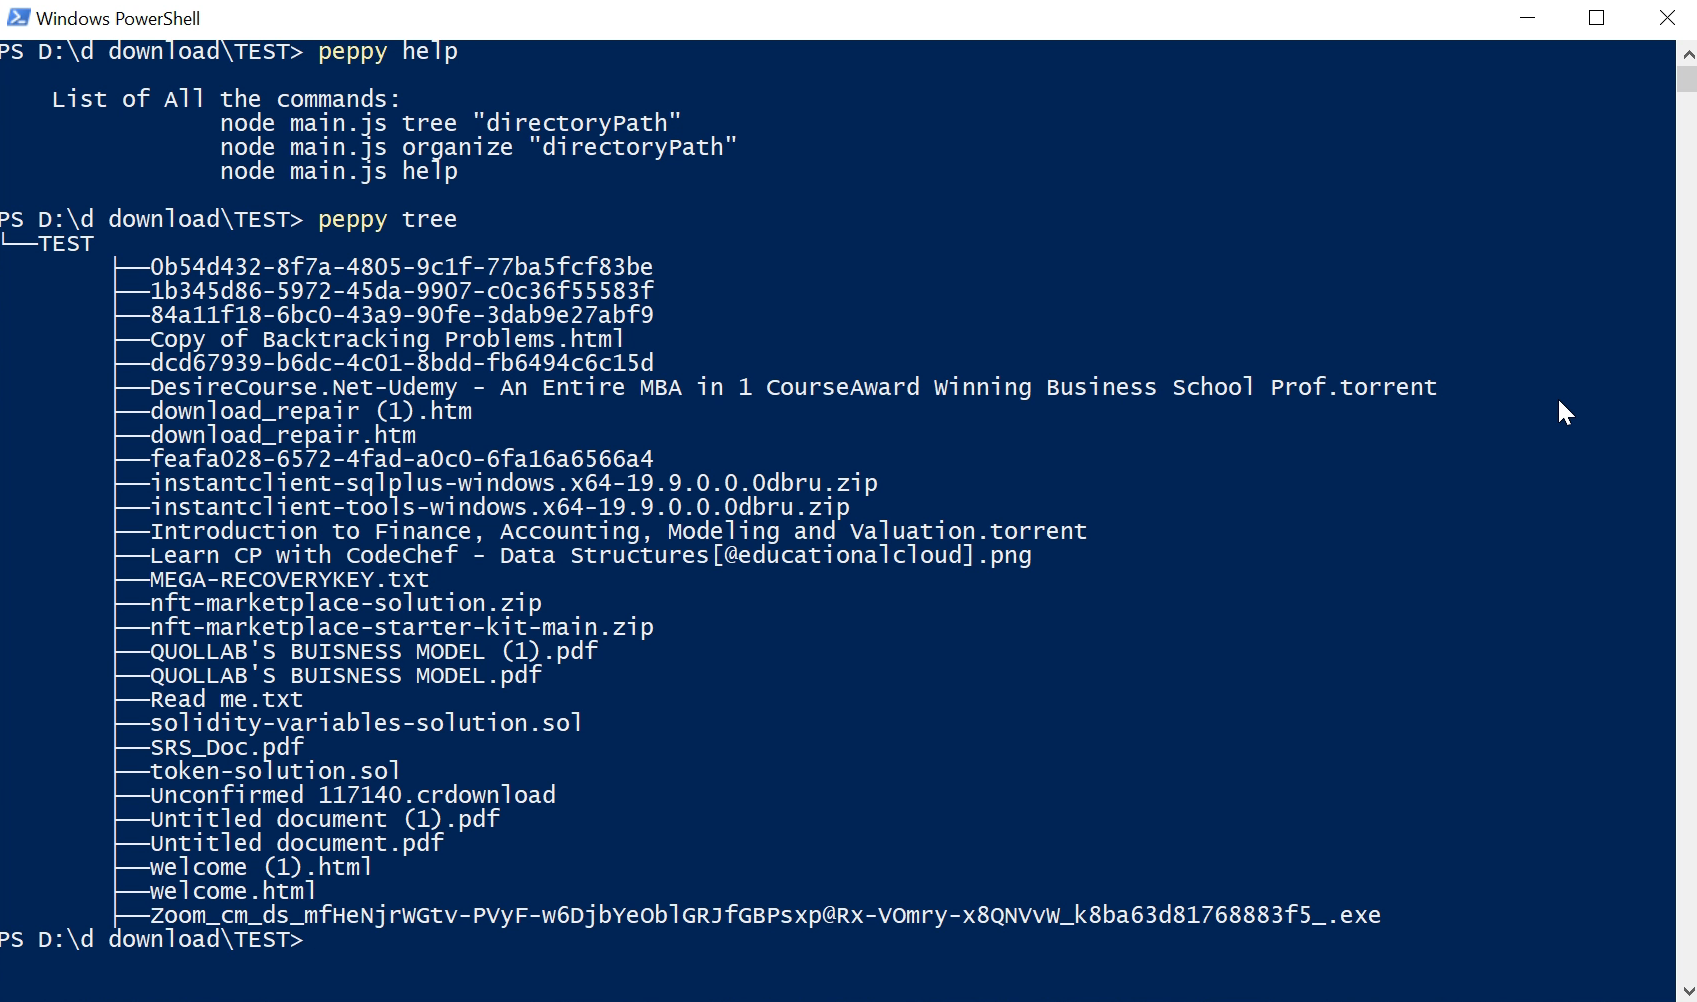 Windows PowerShell
PS D:\d download\TEST> peppy help
List of All the commands:
node main.js tree "directoryPath"
node main.js organize "directoryPath"
node main.js help
PS D:\d download\TEST> peppy tree
└──TEST
├──0b54d432-8f7a-4805-9c1f-77ba5fcf83be
├──1b345d86-5972-45da-9907-c0c36f55583f
├──84a11f18-6bc0-43a9-90fe-3dab9e27abf9
├──Copy of Backtracking Problems.html
├──dcd67939-b6dc-4c01-8bdd-fb6494c6c15d
├──DesireCourse.Net-Udemy - An Entire MBA in 1 CourseAward Winning Business School Prof.torrent
├──download_repair (1).htm
├──download_repair.htm
├──feafa028-6572-4fad-a0c0-6fa16a6566a4
├──instantclient-sqlplus-windows.x64-19.9.0.0.0dbru.zip
├──instantclient-tools-windows.x64-19.9.0.0.0dbru.zip
├──Introduction to Finance, Accounting, Modeling and Valuation.torrent
├──Learn CP with CodeChef - Data Structures[@educationalcloud].png
├──MEGA-RECOVERYKEY.txt
├──nft-marketplace-solution.zip
├──nft-marketplace-starter-kit-main.zip
├──QUOLLAB'S BUISNESS MODEL (1).pdf
├──QUOLLAB'S BUISNESS MODEL.pdf
├──Read me.txt
├──solidity-variables-solution.sol
├──SRS_Doc.pdf
├──token-solution.sol
├──Unconfirmed 117140.crdownload
├──Untitled document (1).pdf
├──Untitled document.pdf
├──welcome (1).html
├──welcome.html
├──Zoom_cm_ds_mfHeNjrWGtv-PVyF-w6DjbYeOblGRJfGBPsxp@Rx-VOmry-x8QNVvW_k8ba63d81768883f5_.exe
PS D:\d download\TEST>